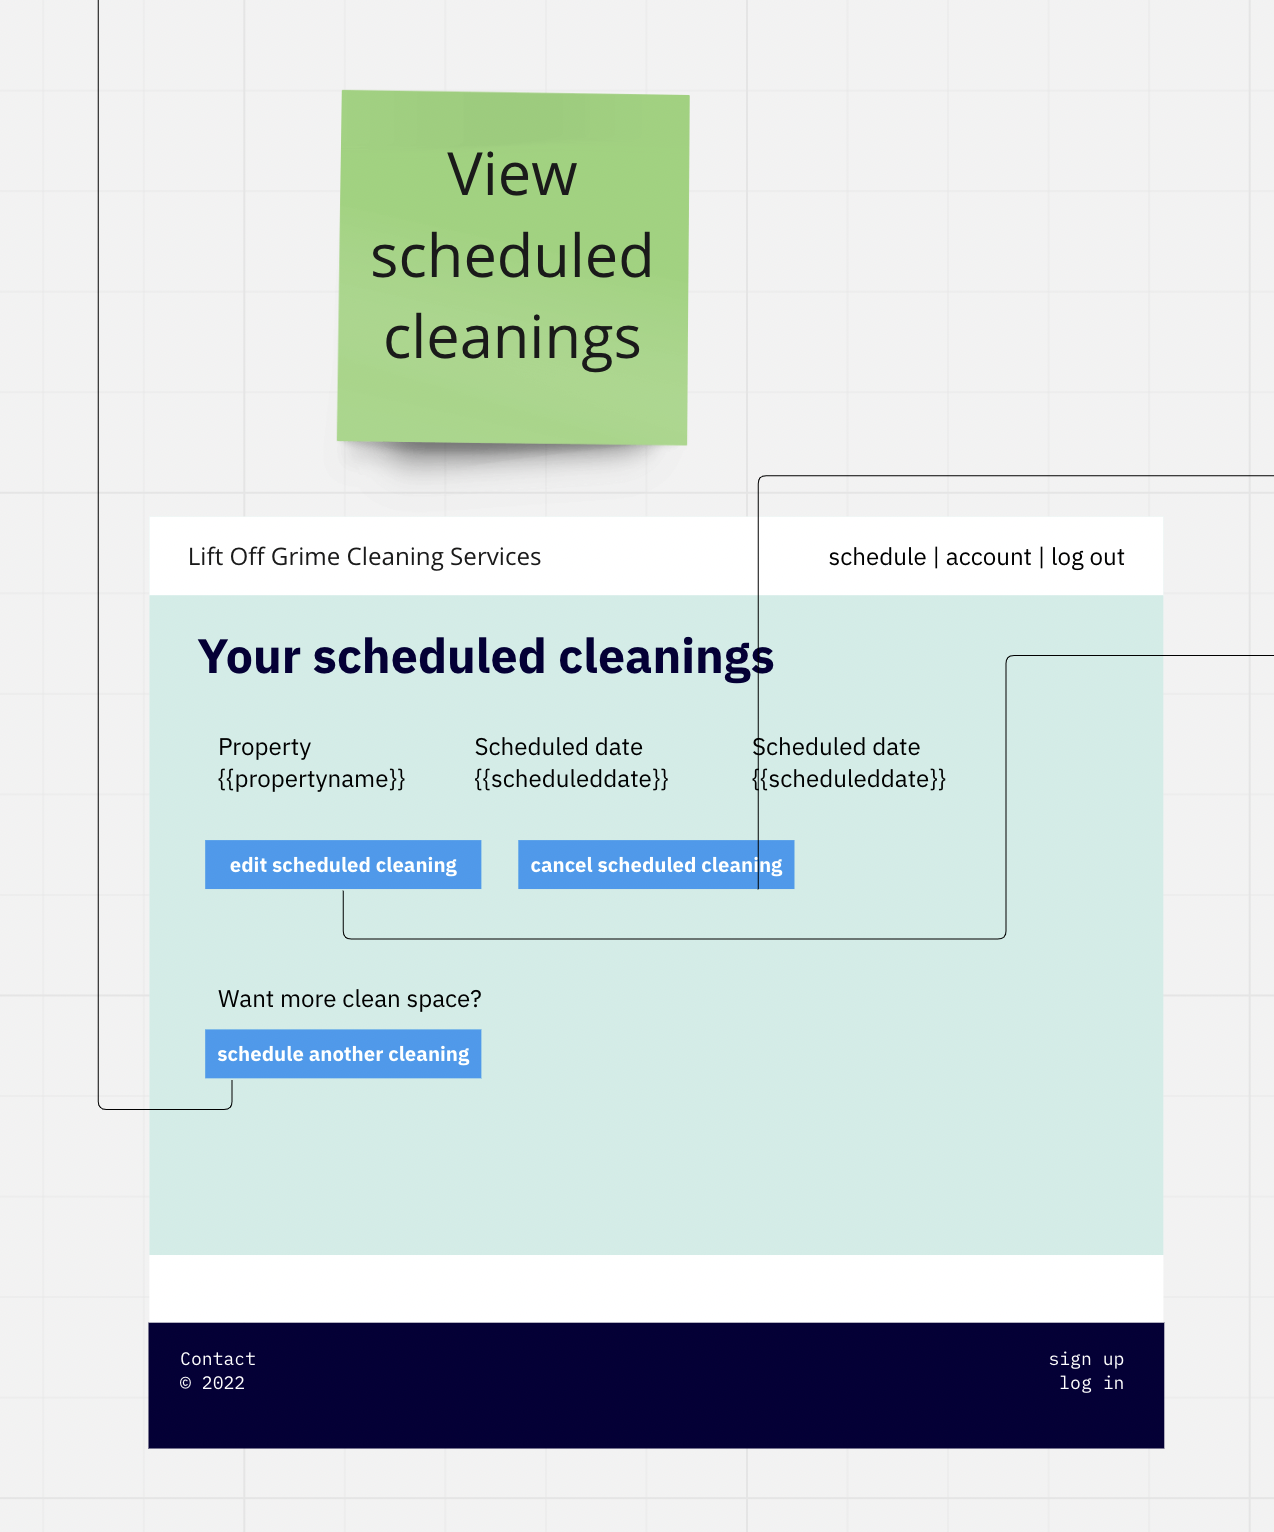 View
scheduled
cleanings
Lift Off Grime Cleaning Services
schedule | account | log out
Your scheduled cleanings
Property
{{propertyname}}
Scheduled date
{{scheduleddate}}
Scheduled date
{{scheduleddate}}
edit scheduled cleaning
cancel scheduled cleaning
Want more clean space?
schedule another cleaning
Contact
© 2022
sign up
log in